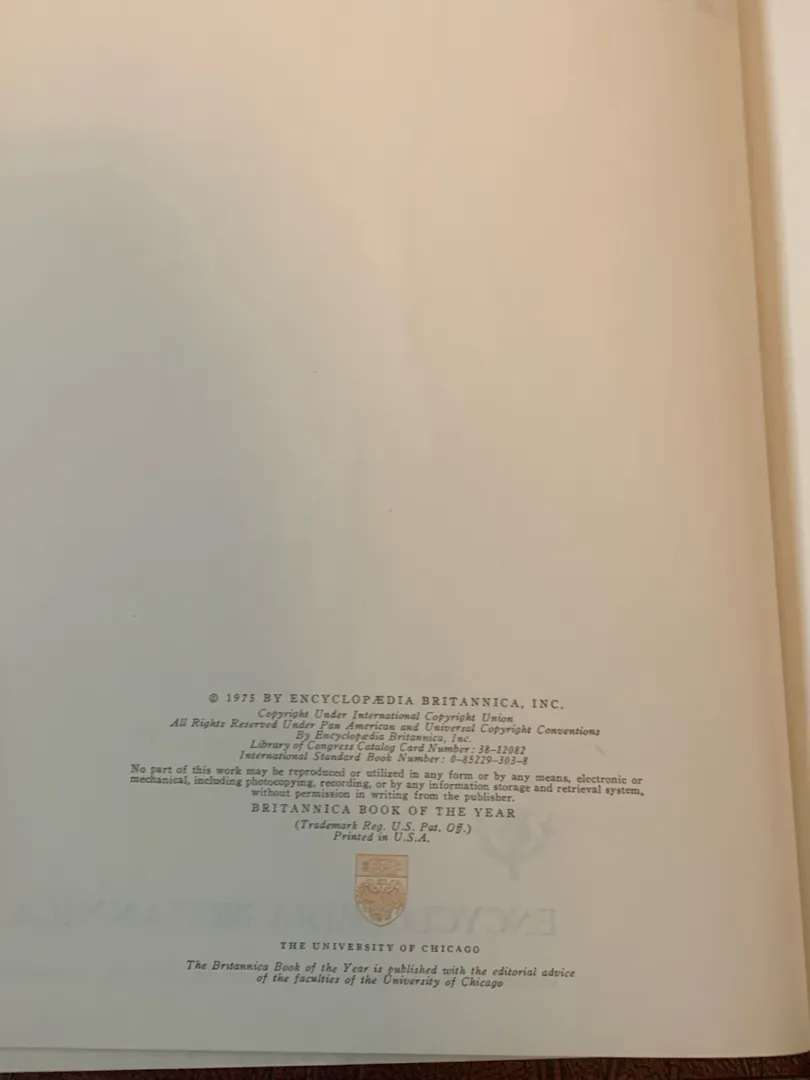 © 1975 BY ENCYCLOPÆDIA BRITANNICA, INC.
Copyright Under International Copyright Union
All Rights Reserved Under Pan American and Universal Copyright Conventions
By Encyclopædia Britannica, Inc.
Library of Congress Catalog Card Number: 38-12082
International Standard Book Number: 0-85229-303-8
No part of this work may be reproduced or utilized in any form or by any means, electronic or
mechanical, including photocopying, recording, or by any information storage and retrieval system,
without permission in writing from the publisher.
BRITANNICA BOOK OF THE YEAR
(Trademark Reg. U.S. Pat. Off.)
Printed in U.S.A.
THE UNIVERSITY OF CHICAGO
The Britannica Book of the Year is published with the editorial advice
of the faculties of the University of Chicago